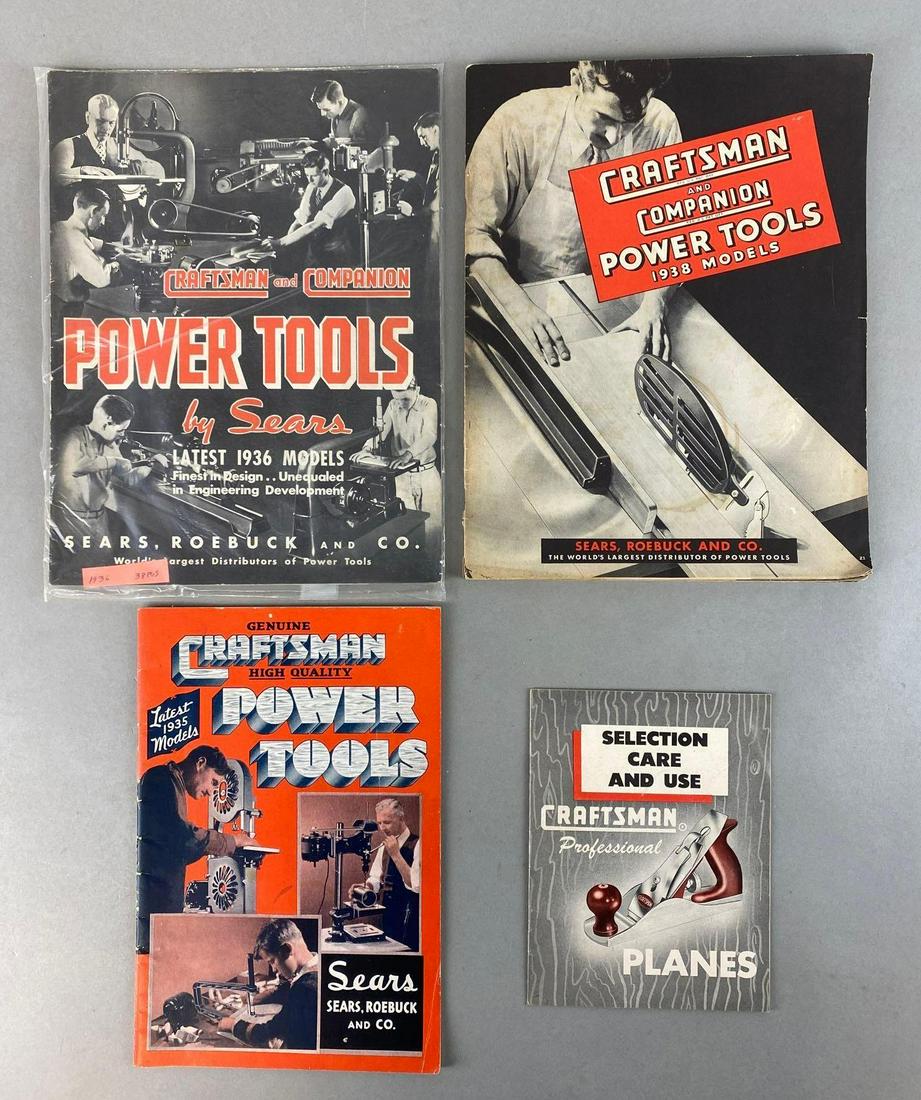 CRAFTSMAN and COMPANION
POWER TOOLS
by Sears
LATEST 1936 MODELS
Finest in Design . . Unequaled
in Engineering Development
SEARS, ROEBUCK AND CO.
World's Largest Distributors of Power Tools
1936 38 PGS
CRAFTSMAN
AND
COMPANION
POWER TOOLS
1938 MODELS
SEARS, ROEBUCK AND CO.
THE WORLD'S LARGEST DISTRIBUTOR OF POWER TOOLS
GENUINE
CRAFTSMAN
HIGH QUALITY
POWER
TOOLS
Latest
1935
Models
Sears
SEARS, ROEBUCK
AND CO.
SELECTION
CARE
AND USE
CRAFTSMAN®
Professional
PLANES